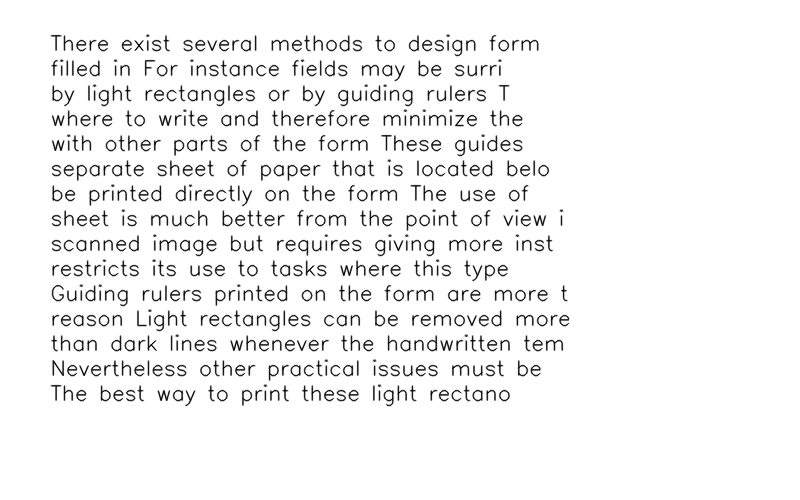 There exist several methods to design form
filled in For instance fields may be surri
by light rectangles or by guiding rulers T
where to write and therefore minimize the
with other parts of the form These guides
separate sheet of paper that is located belo
be printed directly on the form The use of
sheet is much better from the point of view i
scanned image but requires giving more inst
restricts its use to tasks where this type
Guiding rulers printed on the form are more t
reason Light rectangles can be removed more
than dark lines whenever the handwritten tem
Nevertheless other practical issues must be
The best way to print these light rectano